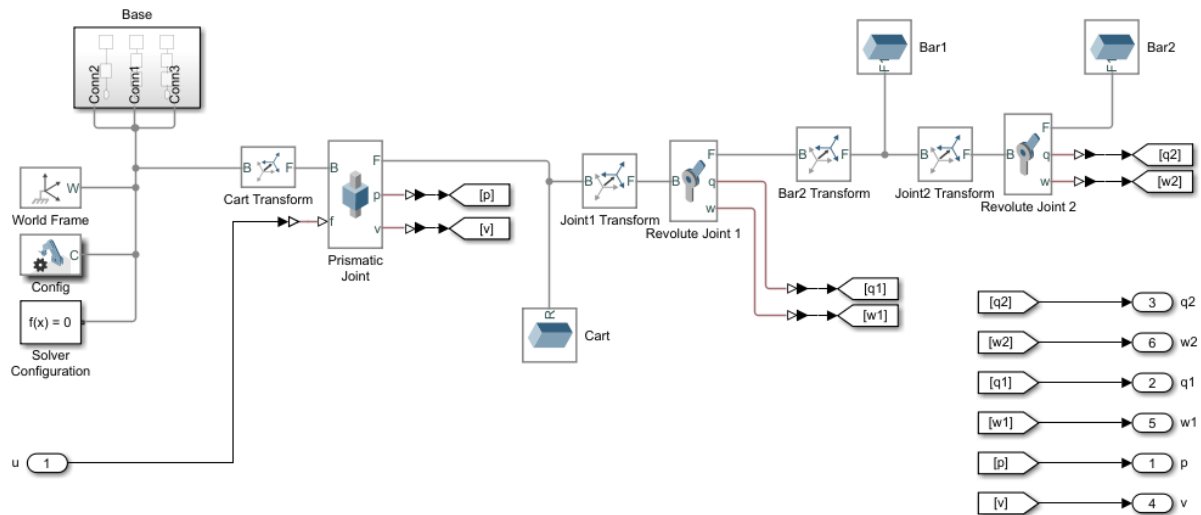 Base
Conn2
Conn1
Conn3
W
World Frame
C
Config
f(x) = 0
Solver
Configuration
u
1
B
F
Cart Transform
B
f
F
p
v
Prismatic
Joint
[p]
[v]
R
Cart
B
F
Joint1 Transform
B
F
q
w
Revolute Joint 1
[q1]
[w1]
B
F
Bar2 Transform
F1
Bar1
B
F
Joint2 Transform
B
F
q
w
Revolute Joint 2
F1
Bar2
[q2]
[w2]
[q2]
3
q2
[w2]
6
w2
[q1]
2
q1
[w1]
5
w1
[p]
1
p
[v]
4
v